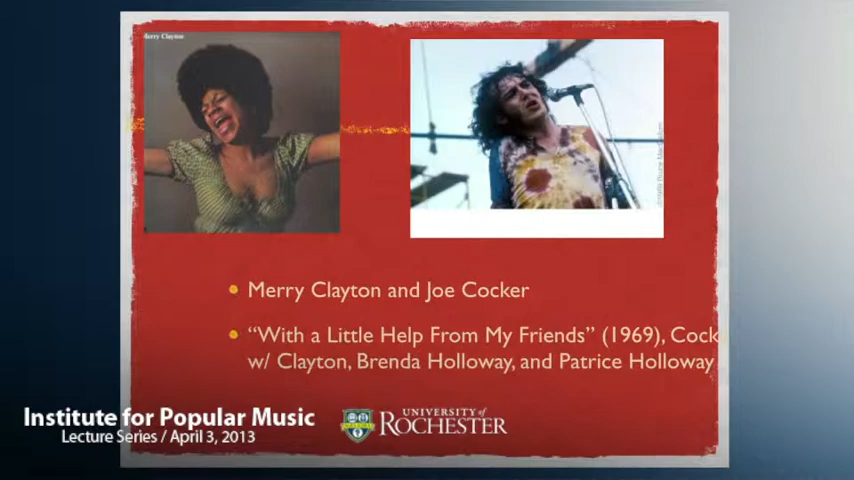 Merry Clayton
Merry Clayton and Joe Cocker
“With a Little Help From My Friends” (1969), Cock
w/ Clayton, Brenda Holloway, and Patrice Holloway
Institute for Popular Music
Lecture Series / April 3, 2013
UNIVERSITY of
ROCHESTER